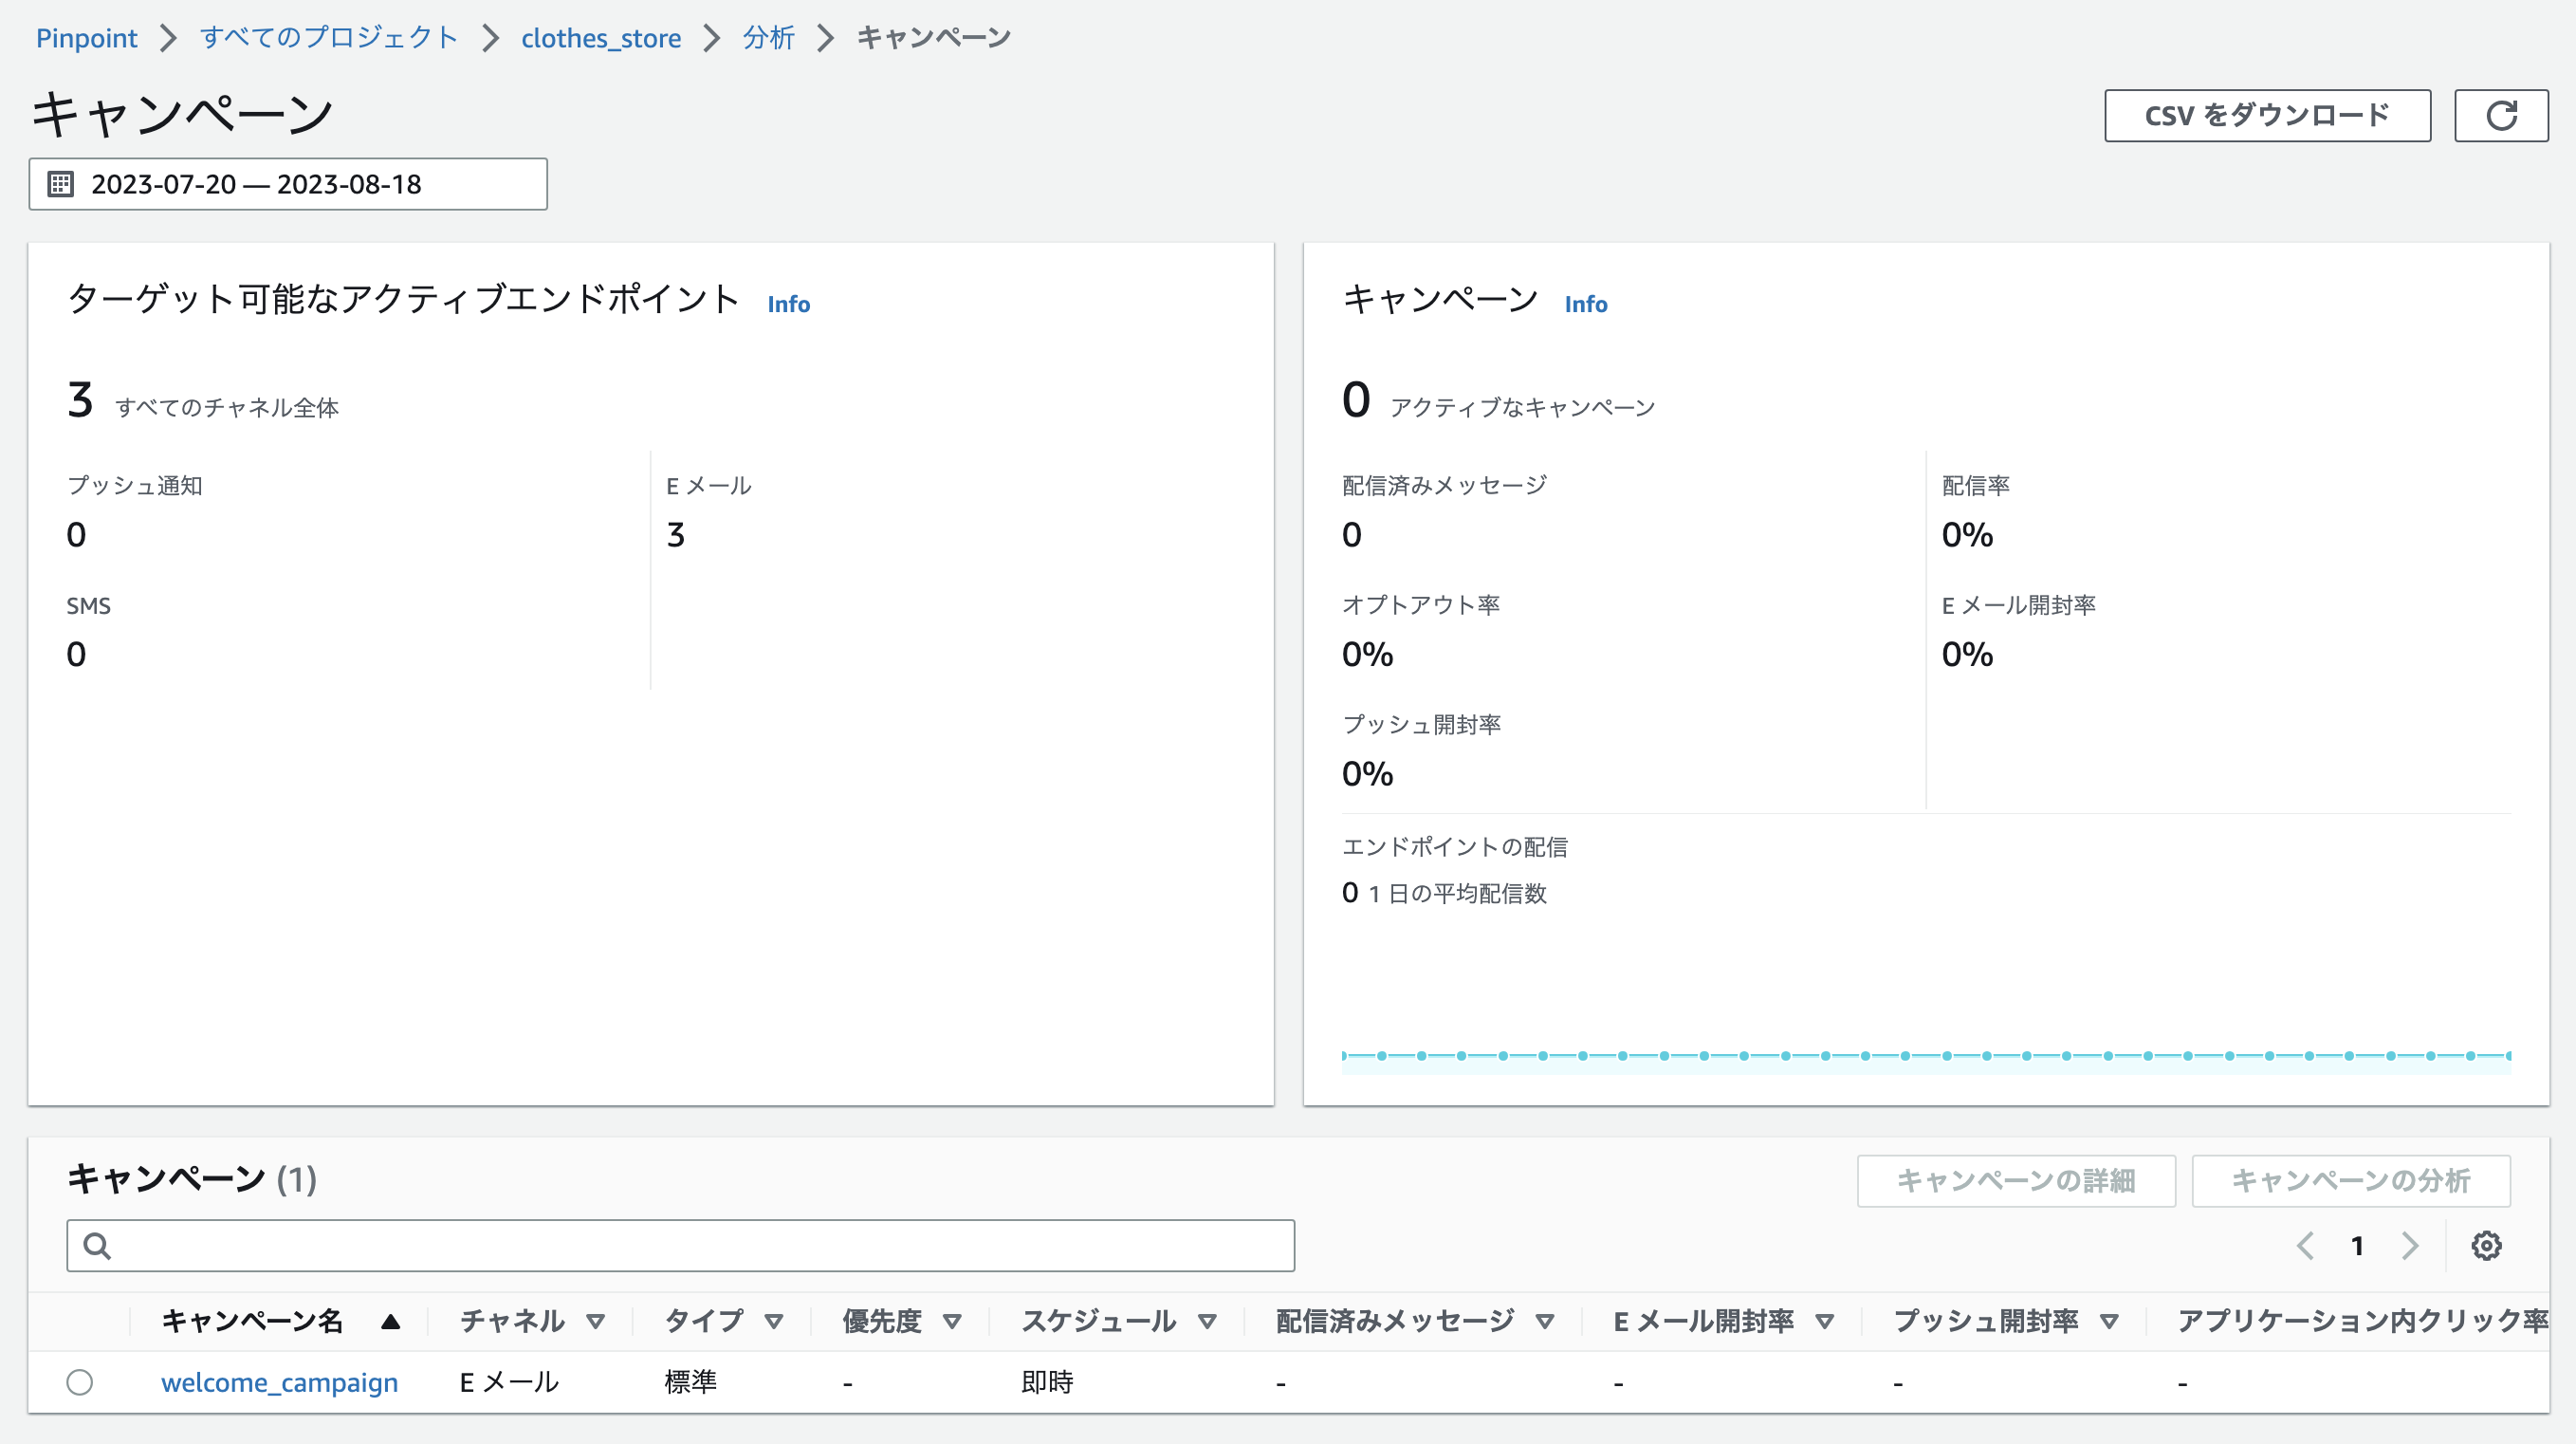 Pinpoint > すべてのプロジェクト > clothes_store > 分析 > キャンペーン
キャンペーン
CSV をダウンロード
2023-07-20 — 2023-08-18
ターゲット可能なアクティブエンドポイント Info
3 すべてのチャネル全体
プッシュ通知
0
E メール
3
SMS
0
キャンペーン Info
0 アクティブなキャンペーン
配信済みメッセージ
0
配信率
0%
オプトアウト率
0%
E メール開封率
0%
プッシュ開封率
0%
エンドポイントの配信
0 1 日の平均配信数
キャンペーン (1)
キャンペーンの詳細
キャンペーンの分析
1
キャンペーン名 チャネル タイプ 優先度 スケジュール 配信済みメッセージ E メール開封率 プッシュ開封率 アプリケーション内クリック率
welcome_campaign E メール 標準 - 即時 - - - -